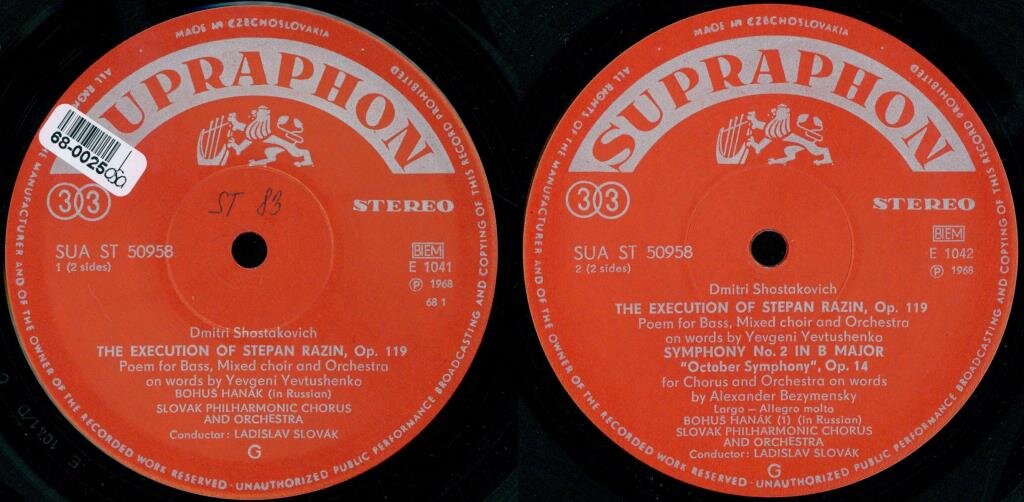 MADE IN CZECHOSLOVAKIA
ALL RIGHTS OF THE MANUFACTURER AND OF THE OWNER OF THE RECORDED WORK RESERVED · UNAUTHORIZED PUBLIC PERFORMANCE BROADCASTING AND COPYING OF THIS RECORD PROHIBITED
SUPRAPHON
68-0025
ST 83
33
STEREO
SUA ST 50958
1 (2 sides)
BIEM
E 1041
Ⓟ 1968
68 1
Dmitri Shostakovich
THE EXECUTION OF STEPAN RAZIN, Op. 119
Poem for Bass, Mixed choir and Orchestra
on words by Yevgeni Yevtushenko
BOHUŠ HANÁK (in Russian)
SLOVAK PHILHARMONIC CHORUS
AND ORCHESTRA
Conductor: LADISLAV SLOVÁK
G
E 1041/D
MADE IN CZECHOSLOVAKIA
ALL RIGHTS OF THE MANUFACTURER AND OF THE OWNER OF THE RECORDED WORK RESERVED · UNAUTHORIZED PUBLIC PERFORMANCE BROADCASTING AND COPYING OF THIS RECORD PROHIBITED
SUPRAPHON
33
STEREO
SUA ST 50958
2 (2 sides)
BIEM
E 1042
Ⓟ 1968
Dmitri Shostakovich
THE EXECUTION OF STEPAN RAZIN, Op. 119
Poem for Bass, Mixed choir and Orchestra
on words by Yevgeni Yevtushenko
SYMPHONY No. 2 IN B MAJOR
"October Symphony", Op. 14
for Chorus and Orchestra on words
by Alexander Bezymensky
Largo — Allegro molto
BOHUŠ HANÁK (1) (in Russian)
SLOVAK PHILHARMONIC CHORUS
AND ORCHESTRA
Conductor: LADISLAV SLOVÁK
G